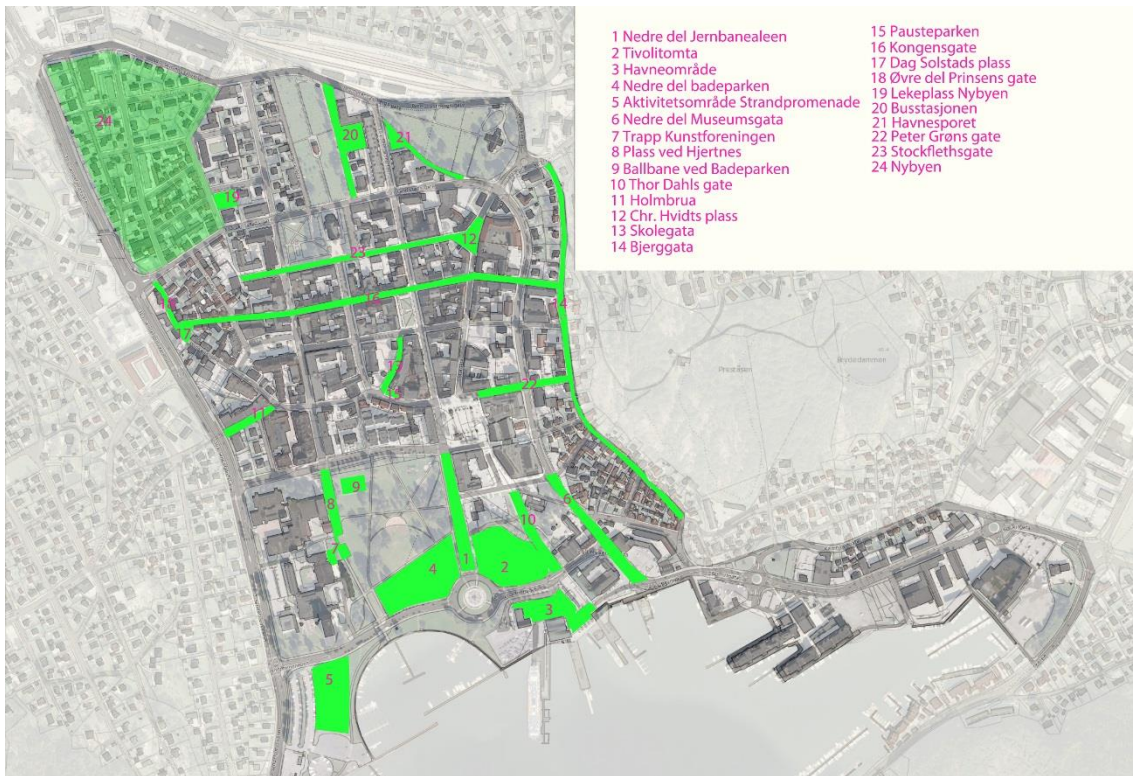 1 Nedre del Jernbanealeen
2 Tivolitomta
3 Havneområde
4 Nedre del badeparken
5 Aktivitetsområde Strandpromenade
6 Nedre del Museumsgata
7 Trapp Kunstforeningen
8 Plass ved Hjertnes
9 Ballbane ved Badeparken
10 Thor Dahls gate
11 Holmbrua
12 Chr. Hvidts plass
13 Skolegata
14 Bjerggata
15 Pausteparken
16 Kongensgate
17 Dag Solstads plass
18 Øvre del Prinsens gate
19 Lekeplass Nybyen
20 Busstasjonen
21 Havnesporet
22 Peter Grøns gate
23 Stockflethsgate
24 Nybyen
24
20
21
19
12
23
14
22
11
9
8
6
10
7
1
4
2
3
5
Preståsen
Bryggedammen